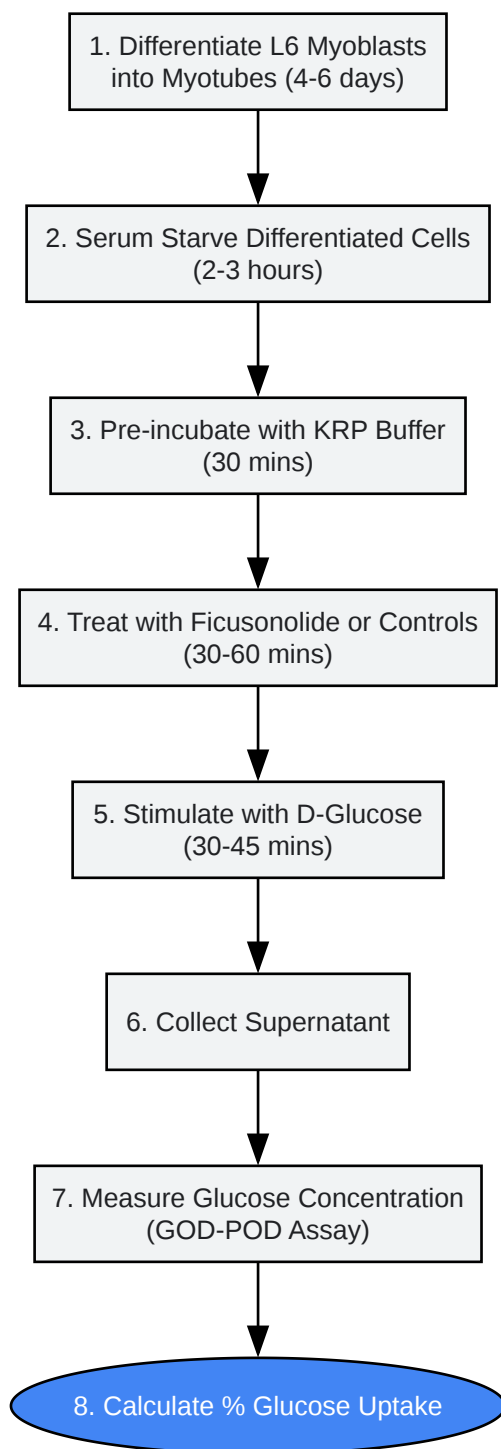 1. Differentiate L6 Myoblasts
into Myotubes (4-6 days)
2. Serum Starve Differentiated Cells
(2-3 hours)
3. Pre-incubate with KRP Buffer
(30 mins)
4. Treat with Ficusonolide or Controls
(30-60 mins)
5. Stimulate with D-Glucose
(30-45 mins)
6. Collect Supernatant
7. Measure Glucose Concentration
(GOD-POD Assay)
8. Calculate % Glucose Uptake